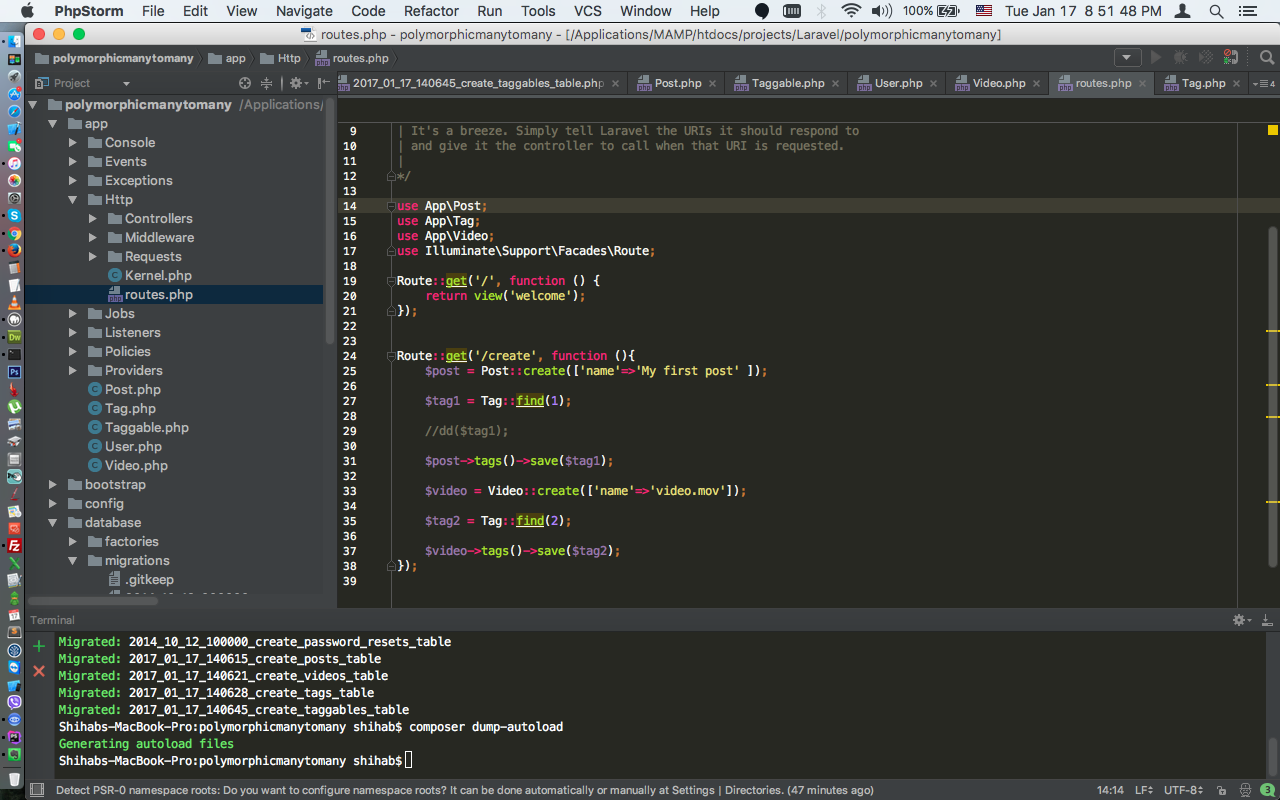 PhpStorm File Edit View Navigate Code Refactor Run Tools VCS Window Help 100% Tue Jan 17 8 51 48 PM
routes.php - polymorphicmanytomany - [/Applications/MAMP/htdocs/projects/Laravel/polymorphicmanytomany]
polymorphicmanytomany app Http routes.php
Project
2017_01_17_140645_create_taggables_table.php Post.php Taggable.php User.php Video.php routes.php Tag.php 4
polymorphicmanytomany /Applications/
app
Console
Events
Exceptions
Http
Controllers
Middleware
Requests
Kernel.php
routes.php
Jobs
Listeners
Policies
Providers
Post.php
Tag.php
Taggable.php
User.php
Video.php
bootstrap
config
database
factories
migrations
.gitkeep
9 | It's a breeze. Simply tell Laravel the URIs it should respond to
10 | and give it the controller to call when that URI is requested.
11 |
12 */
13
14 use App\Post;
15 use App\Tag;
16 use App\Video;
17 use Illuminate\Support\Facades\Route;
18
19 Route::get('/', function () {
20 return view('welcome');
21 });
22
23
24 Route::get('/create', function (){
25 $post = Post::create(['name'=>'My first post' ]);
26
27 $tag1 = Tag::find(1);
28
29 //dd($tag1);
30
31 $post->tags()->save($tag1);
32
33 $video = Video::create(['name'=>'video.mov']);
34
35 $tag2 = Tag::find(2);
36
37 $video->tags()->save($tag2);
38 });
39
Terminal
Migrated: 2014_10_12_100000_create_password_resets_table
Migrated: 2017_01_17_140615_create_posts_table
Migrated: 2017_01_17_140621_create_videos_table
Migrated: 2017_01_17_140628_create_tags_table
Migrated: 2017_01_17_140645_create_taggables_table
Shihabs-MacBook-Pro:polymorphicmanytomany shihab$ composer dump-autoload
Generating autoload files
Shihabs-MacBook-Pro:polymorphicmanytomany shihab$
Detect PSR-0 namespace roots: Do you want to configure namespace roots? It can be done automatically or manually at Settings | Directories. (47 minutes ago) 14:14 LF UTF-8 3